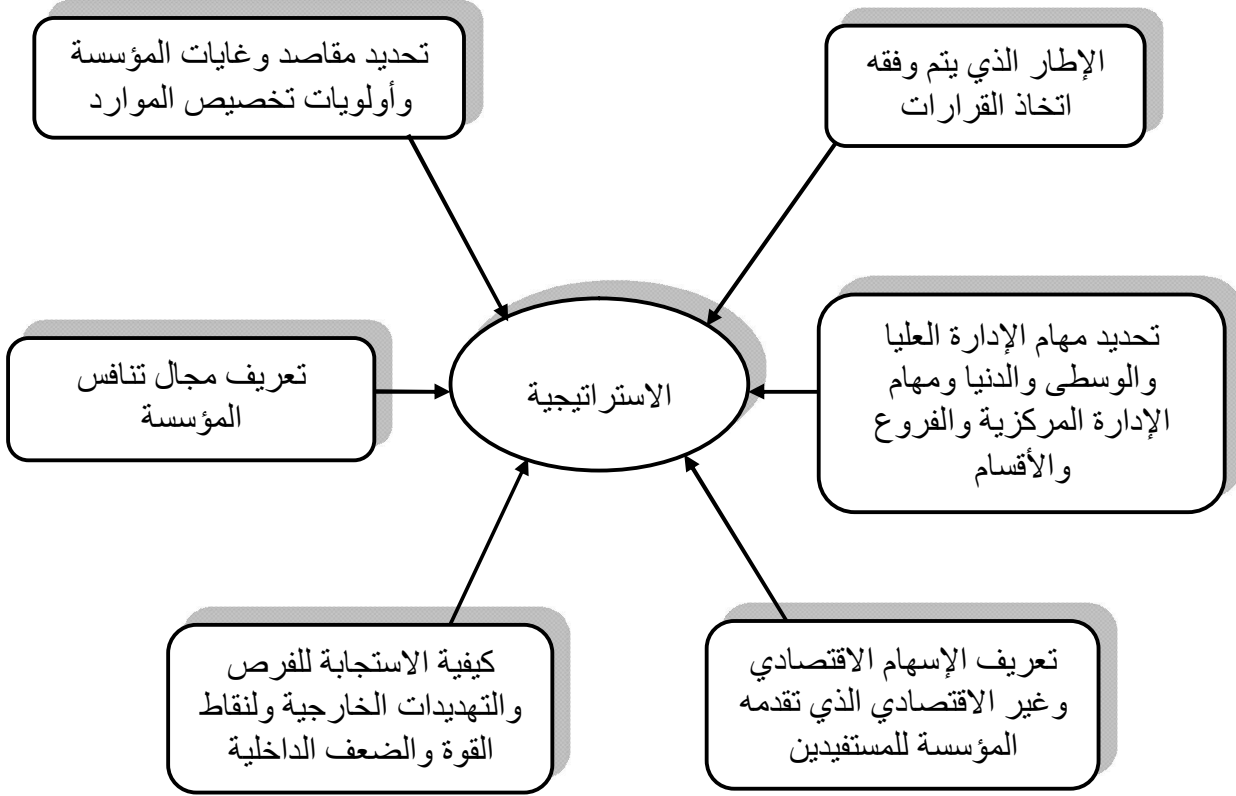 الإطار الذي يتم وفقه
اتخاذ القرارات
تحديد مقاصد وغايات المؤسسة
وأولويات تخصيص الموارد
تحديد مهام الإدارة العليا
والوسطى والدنيا ومهام
الإدارة المركزية والفروع
والأقسام
الاستراتيجية
تعريف مجال تنافس
المؤسسة
تعريف الإسهام الاقتصادي
وغير الاقتصادي الذي تقدمه
المؤسسة للمستفيدين
كيفية الاستجابة للفرص
والتهديدات الخارجية ولنقاط
القوة والضعف الداخلية